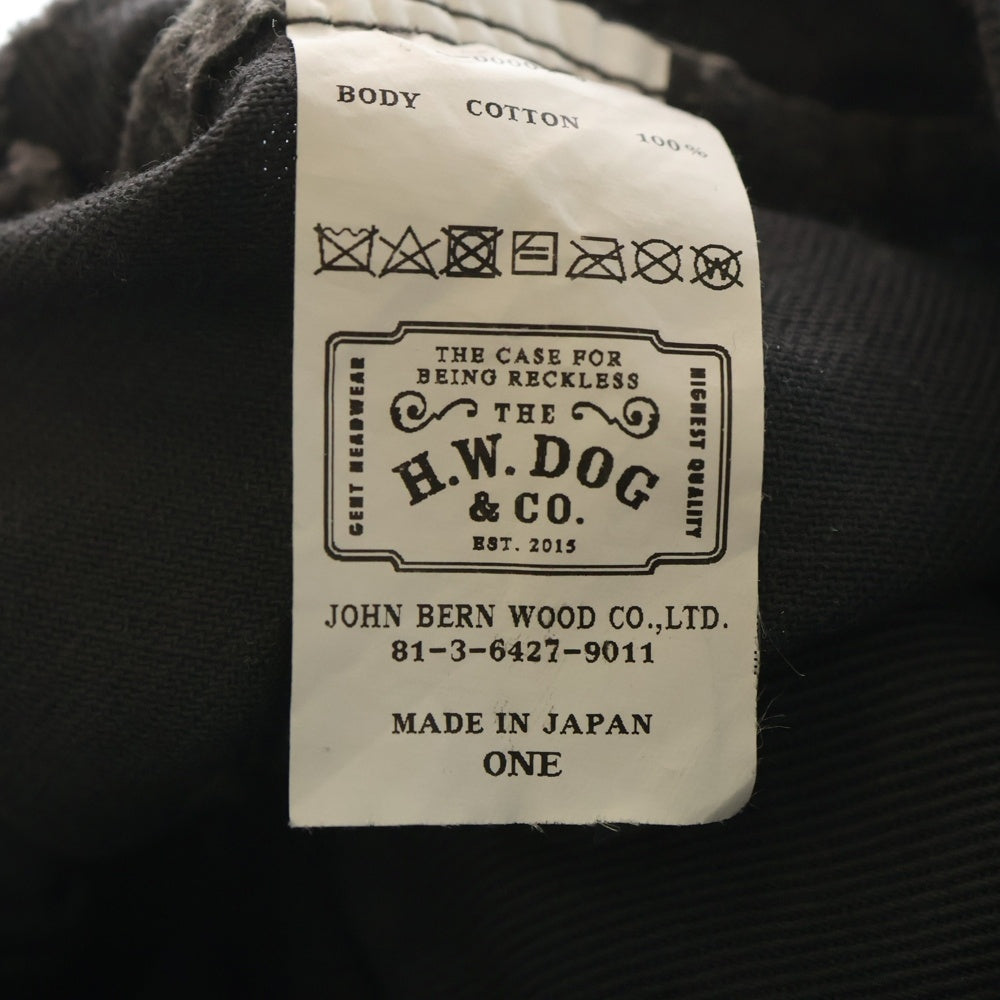 BODY COTTON 100%
THE CASE FOR
BEING RECKLESS
GENT HEADWEAR
THE
H.W. DOG
& CO.
EST. 2015
HIGHEST QUALITY
JOHN BERN WOOD CO.,LTD.
81-3-6427-9011
MADE IN JAPAN
ONE